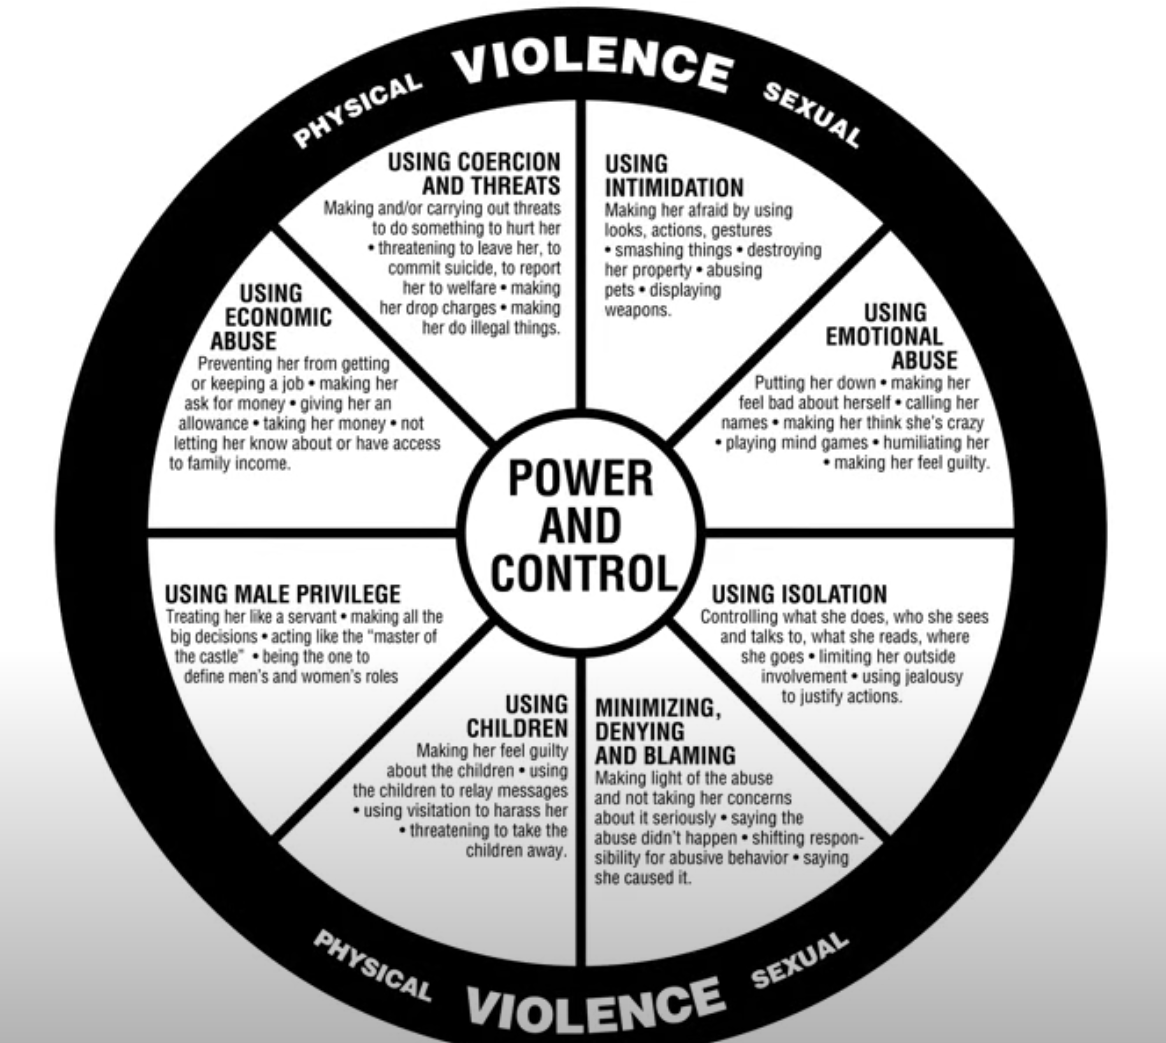 PHYSICAL VIOLENCE SEXUAL
USING COERCION
AND THREATS
Making and/or carrying out threats
to do something to hurt her
• threatening to leave her, to
commit suicide, to report
her to welfare • making
her drop charges • making
her do illegal things.
USING
INTIMIDATION
Making her afraid by using
looks, actions, gestures
• smashing things • destroying
her property • abusing
pets • displaying
weapons.
USING
ECONOMIC
ABUSE
Preventing her from getting
or keeping a job • making her
ask for money • giving her an
allowance • taking her money • not
letting her know about or have access
to family income.
USING
EMOTIONAL
ABUSE
Putting her down • making her
feel bad about herself • calling her
names • making her think she's crazy
• playing mind games • humiliating her
• making her feel guilty.
POWER
AND
CONTROL
USING MALE PRIVILEGE
Treating her like a servant • making all the
big decisions • acting like the “master of
the castle” • being the one to
define men's and women's roles
USING ISOLATION
Controlling what she does, who she sees
and talks to, what she reads, where
she goes • limiting her outside
involvement • using jealousy
to justify actions.
USING
CHILDREN
Making her feel guilty
about the children • using
the children to relay messages
• using visitation to harass her
• threatening to take the
children away.
MINIMIZING,
DENYING
AND BLAMING
Making light of the abuse
and not taking her concerns
about it seriously • saying the
abuse didn't happen • shifting respon-
sibility for abusive behavior • saying
she caused it.
PHYSICAL VIOLENCE SEXUAL